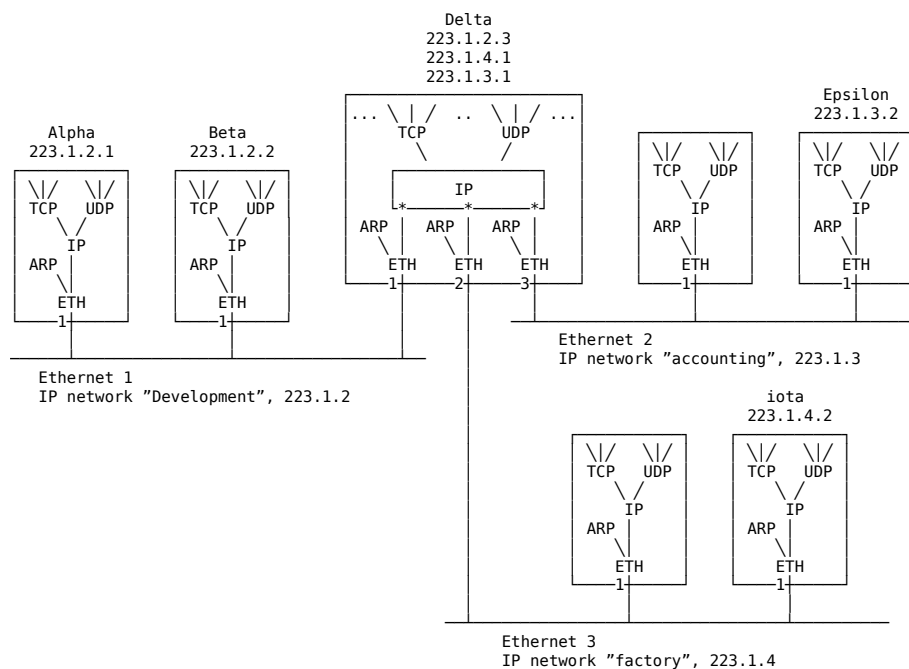 Delta
223.1.2.3
223.1.4.1
223.1.3.1
Epsilon
223.1.3.2
Alpha
223.1.2.1
Beta
223.1.2.2
... TCP .. UDP ...
IP
* * *
ARP ARP ARP
ETH ETH ETH
1 2 3
TCP UDP
IP
ARP
ETH
1
TCP UDP
IP
ARP
ETH
1
TCP UDP
IP
ARP
ETH
1
TCP UDP
IP
ARP
ETH
1
Ethernet 1
IP network ”Development”, 223.1.2
Ethernet 2
IP network ”accounting”, 223.1.3
iota
223.1.4.2
TCP UDP
IP
ARP
ETH
1
TCP UDP
IP
ARP
ETH
1
Ethernet 3
IP network ”factory”, 223.1.4